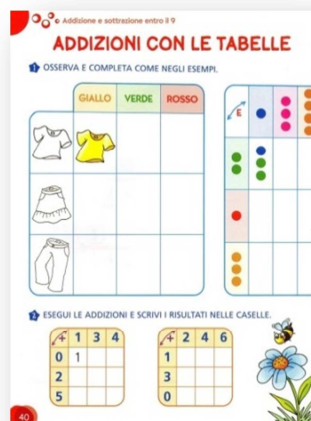 Addizione e sottrazione entro il 9
ADDIZIONI CON LE TABELLE
1 OSSERVA E COMPLETA COME NEGLI ESEMPI.
GIALLO VERDE ROSSO
E
2 ESEGUI LE ADDIZIONI E SCRIVI I RISULTATI NELLE CASELLE.
+ 1 3 4
0 1
2
5
+ 2 4 6
1
3
0
40